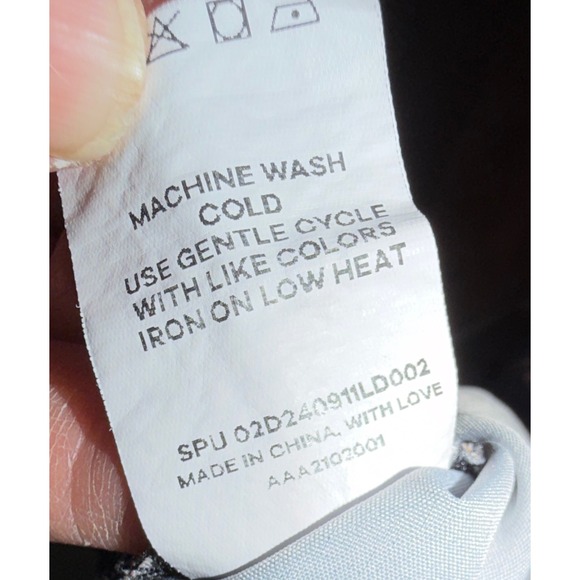 MACHINE WASH
COLD
USE GENTLE CYCLE
WITH LIKE COLORS
IRON ON LOW HEAT
SPU 02D240911LD002
MADE IN CHINA, WITH LOVE
AAA2102001